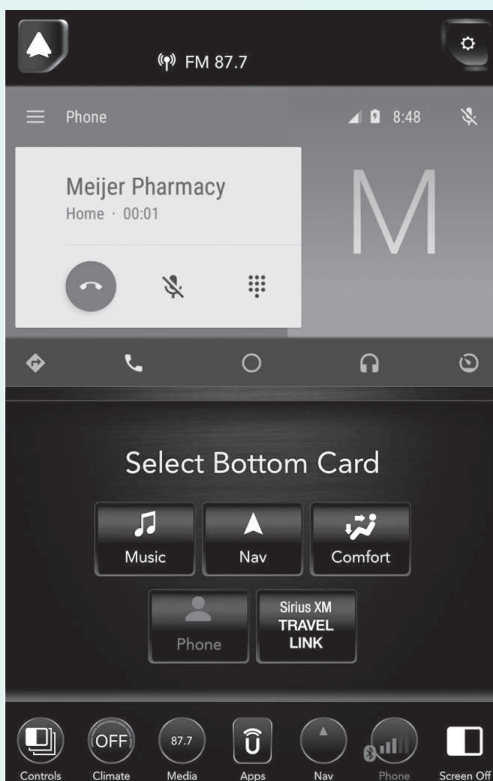 FM 87.7
Phone
8:48
Meijer Pharmacy
Home · 00:01
M
Select Bottom Card
Music
Nav
Comfort
Phone
Sirius XM
TRAVEL
LINK
OFF
87.7
Controls
Climate
Media
Apps
Nav
Phone
Screen Off